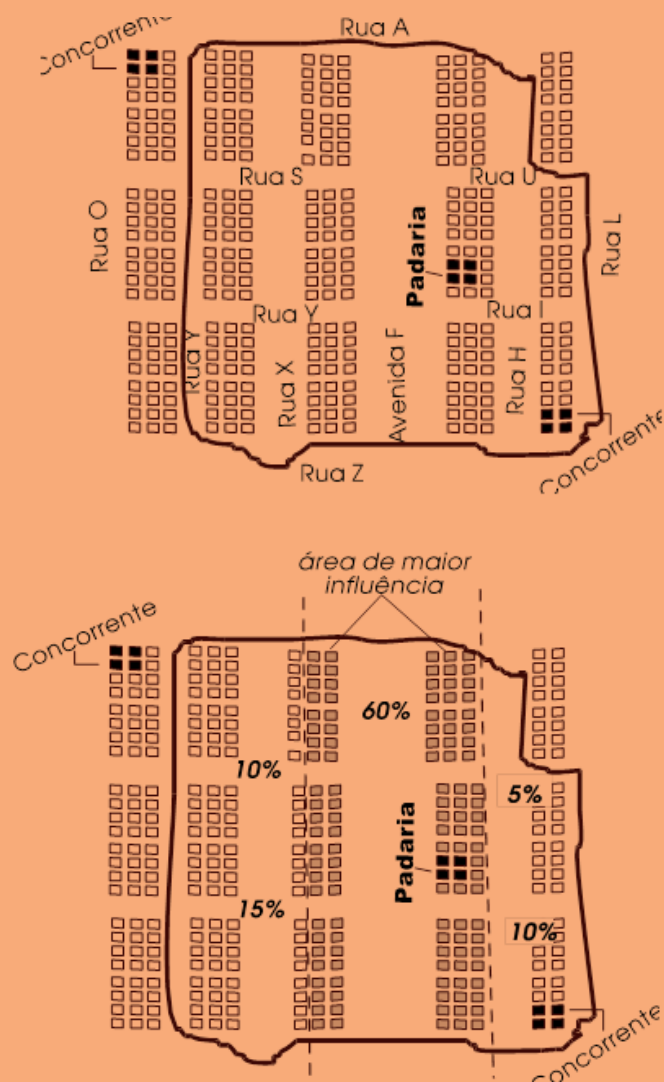 Rua A
Concorrente
Rua S
Rua U
Rua O
Padaria
Rua L
Rua Y
Rua I
Rua Y
Rua X
Avenida F
Rua H
Rua Z
Concorrente
área de maior
influência
Concorrente
60%
10%
5%
Padaria
15%
10%
Concorrente